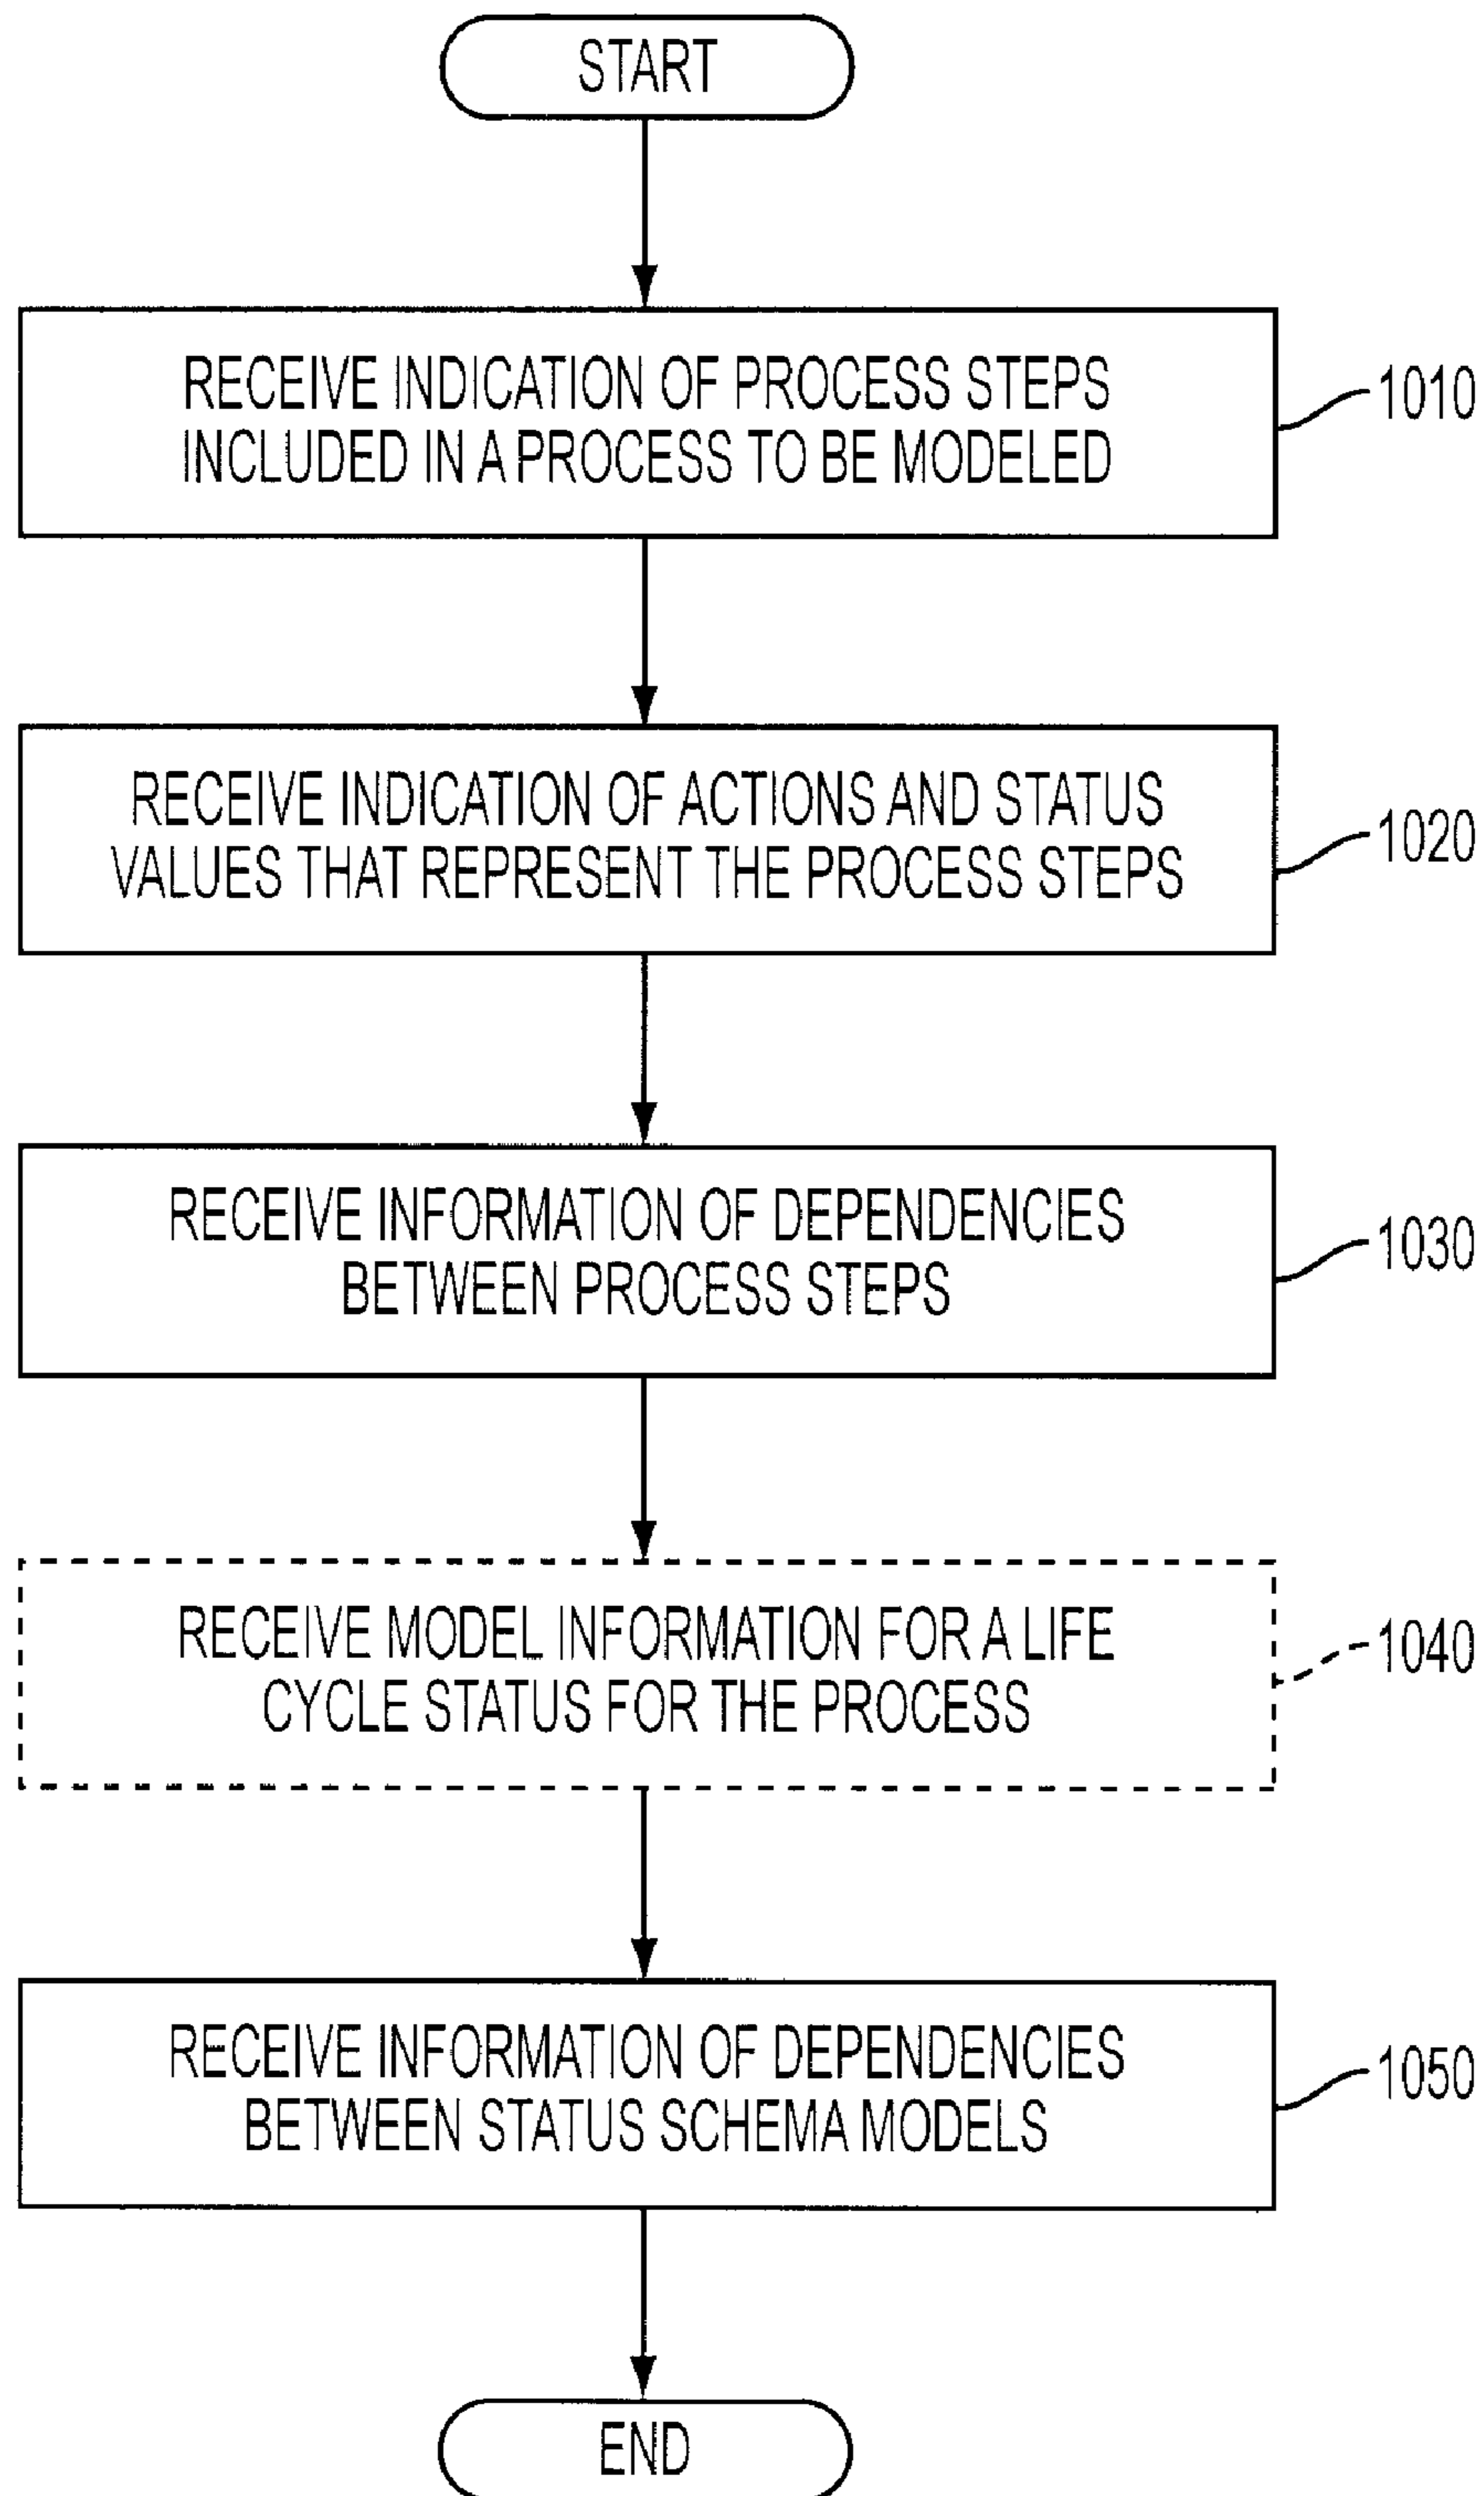 START
RECEIVE INDICATION OF PROCESS STEPS
INCLUDED IN A PROCESS TO BE MODELED
1010
RECEIVE INDICATION OF ACTIONS AND STATUS
VALUES THAT REPRESENT THE PROCESS STEPS
1020
RECEIVE INFORMATION OF DEPENDENCIES
BETWEEN PROCESS STEPS
1030
RECEIVE MODEL INFORMATION FOR A LIFE
CYCLE STATUS FOR THE PROCESS
1040
RECEIVE INFORMATION OF DEPENDENCIES
BETWEEN STATUS SCHEMA MODELS
1050
END